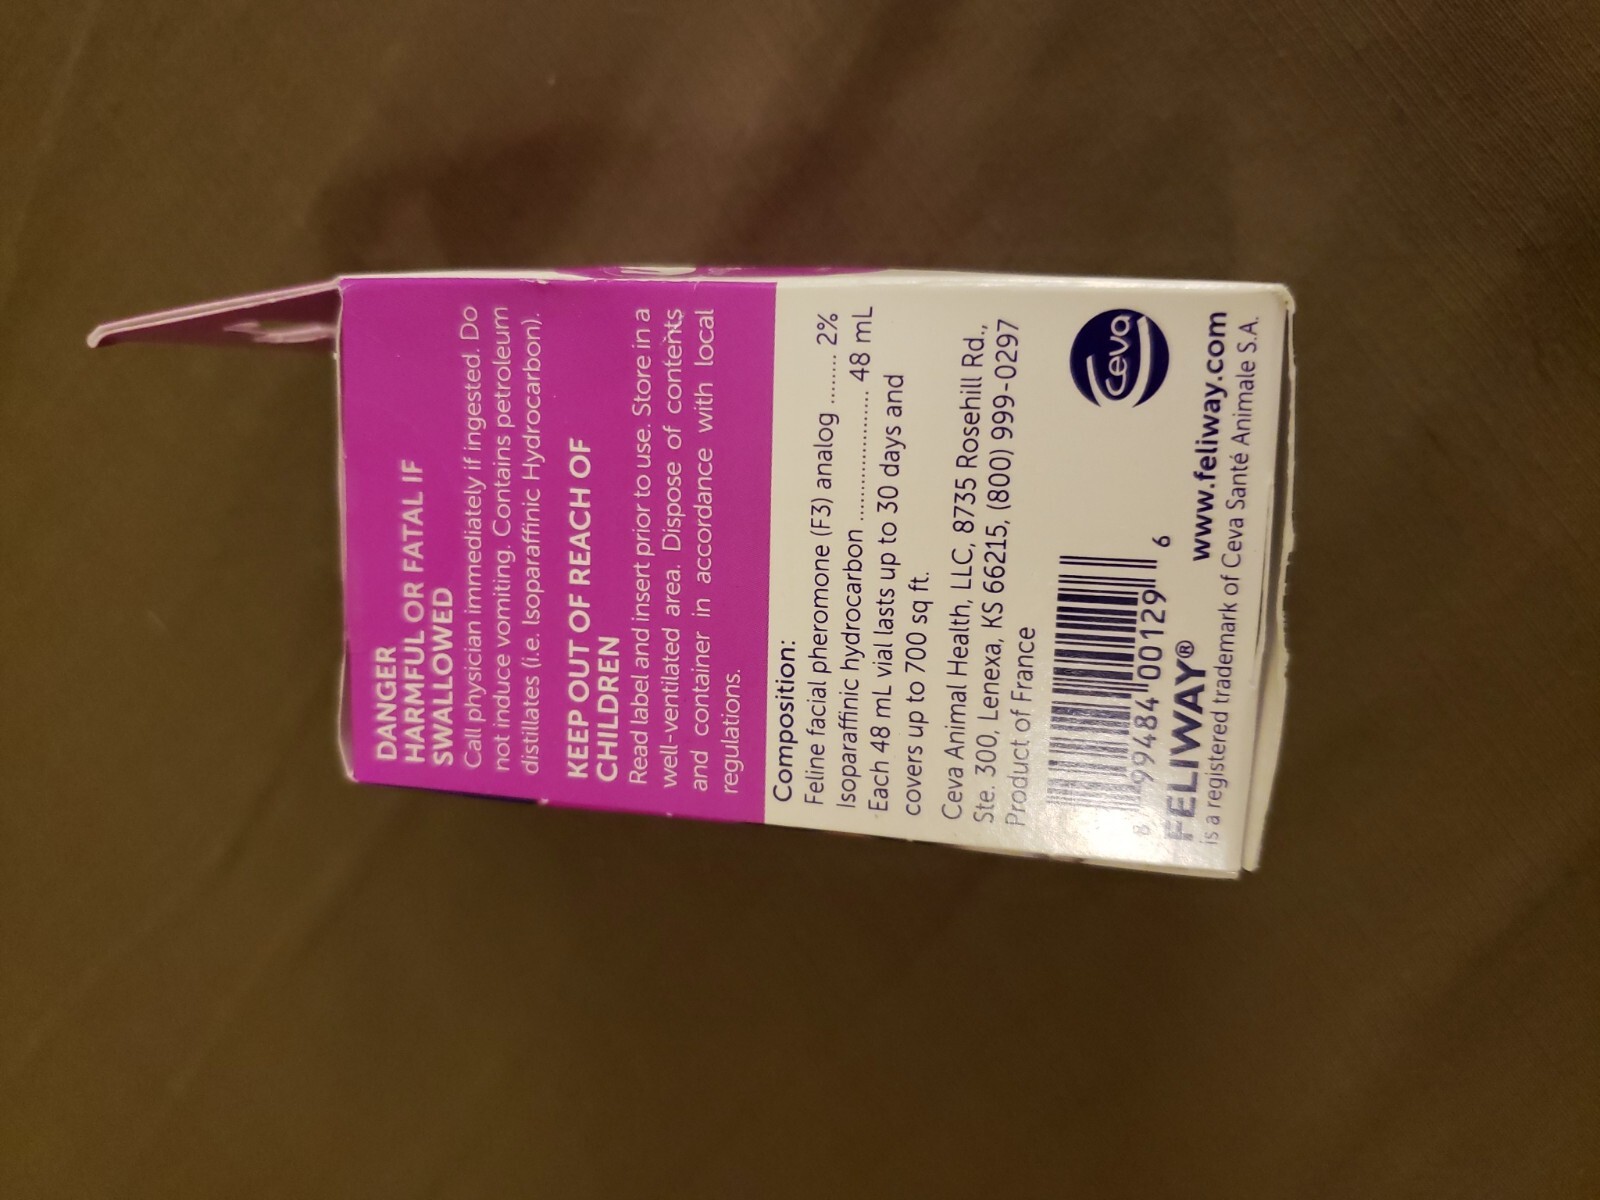 DANGER
HARMFUL OR FATAL IF
SWALLOWED
Call physician immediately if ingested. Do
not induce vomiting. Contains petroleum
distillates (i.e. Isoparaffinic Hydrocarbon).
KEEP OUT OF REACH OF
CHILDREN
Read label and insert prior to use. Store in a
well-ventilated area. Dispose of contents
and container in accordance with local
regulations.
Composition:
Feline facial pheromone (F3) analog ........ 2%
Isoparaffinic hydrocarbon ...................... 48 mL
Each 48 mL vial lasts up to 30 days and
covers up to 700 sq ft.
Ceva Animal Health, LLC, 8735 Rosehill Rd.,
Ste. 300, Lenexa, KS 66215, (800) 999-0297
Product of France
Ceva
8 99484 00129 6
FELIWAY® www.feliway.com
is a registered trademark of Ceva Santé Animale S.A.